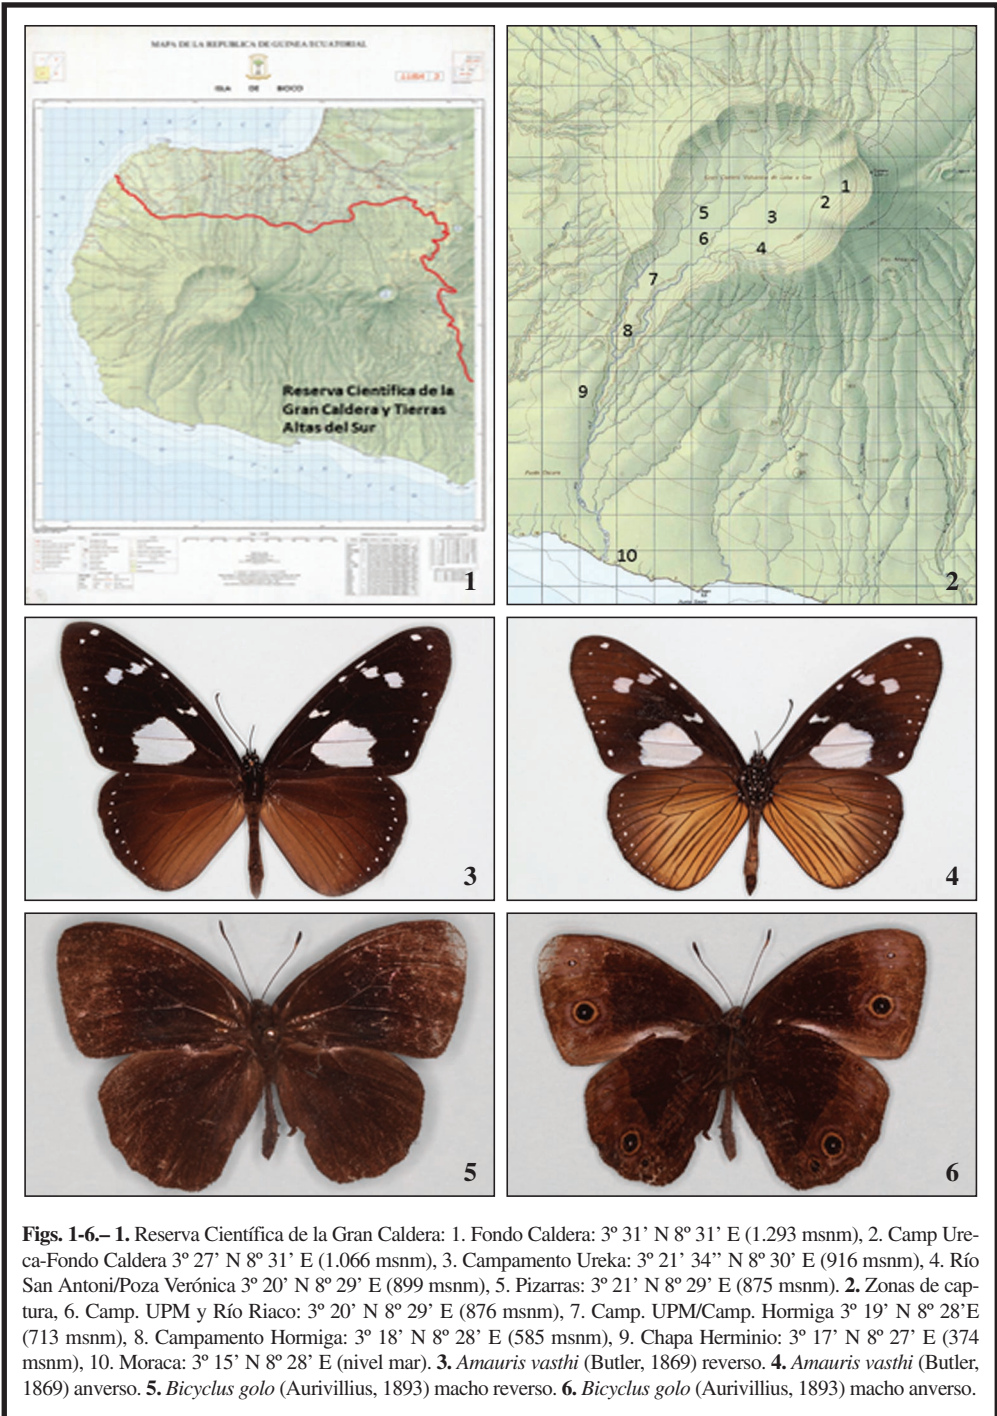 MAPA DE LA REPUBLICA DE GUINEA ECUATORIAL
ISLA DE BIOCO
Reserva Científica de la
Gran Caldera y Tierras
Altas del Sur
1
Gran Caldera Volcánica de Luba
1
2
3
4
5
6
7
8
9
10
2
3
4
5
6
Figs. 1-6.– 1. Reserva Científica de la Gran Caldera: 1. Fondo Caldera: 3º 31’ N 8º 31’ E (1.293 msnm), 2. Camp Ure-
ca-Fondo Caldera 3º 27’ N 8º 31’ E (1.066 msnm), 3. Campamento Ureka: 3º 21’ 34” N 8º 30’ E (916 msnm), 4. Río
San Antoni/Poza Verónica 3º 20’ N 8º 29’ E (899 msnm), 5. Pizarras: 3º 21’ N 8º 29’ E (875 msnm). 2. Zonas de cap-
tura, 6. Camp. UPM y Río Riaco: 3º 20’ N 8º 29’ E (876 msnm), 7. Camp. UPM/Camp. Hormiga 3º 19’ N 8º 28’E
(713 msnm), 8. Campamento Hormiga: 3º 18’ N 8º 28’ E (585 msnm), 9. Chapa Herminio: 3º 17’ N 8º 27’ E (374
msnm), 10. Moraca: 3º 15’ N 8º 28’ E (nivel mar). 3. Amauris vasthi (Butler, 1869) reverso. 4. Amauris vasthi (Butler,
1869) anverso. 5. Bicyclus golo (Aurivillius, 1893) macho reverso. 6. Bicyclus golo (Aurivillius, 1893) macho anverso.